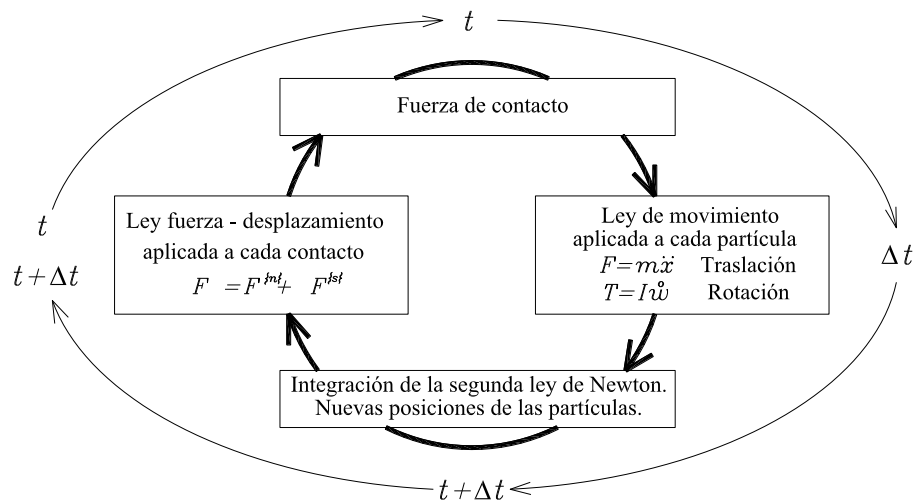 t
Fuerza de contacto
Ley fuerza - desplazamiento
aplicada a cada contacto
F =F{n}+ F{s}
Ley de movimiento
aplicada a cada partícula
F=mẍ Traslación
T=Iẘ Rotación
t
t+Δt
Δt
Integración de la segunda ley de Newton.
Nuevas posiciones de las partículas.
t+Δt